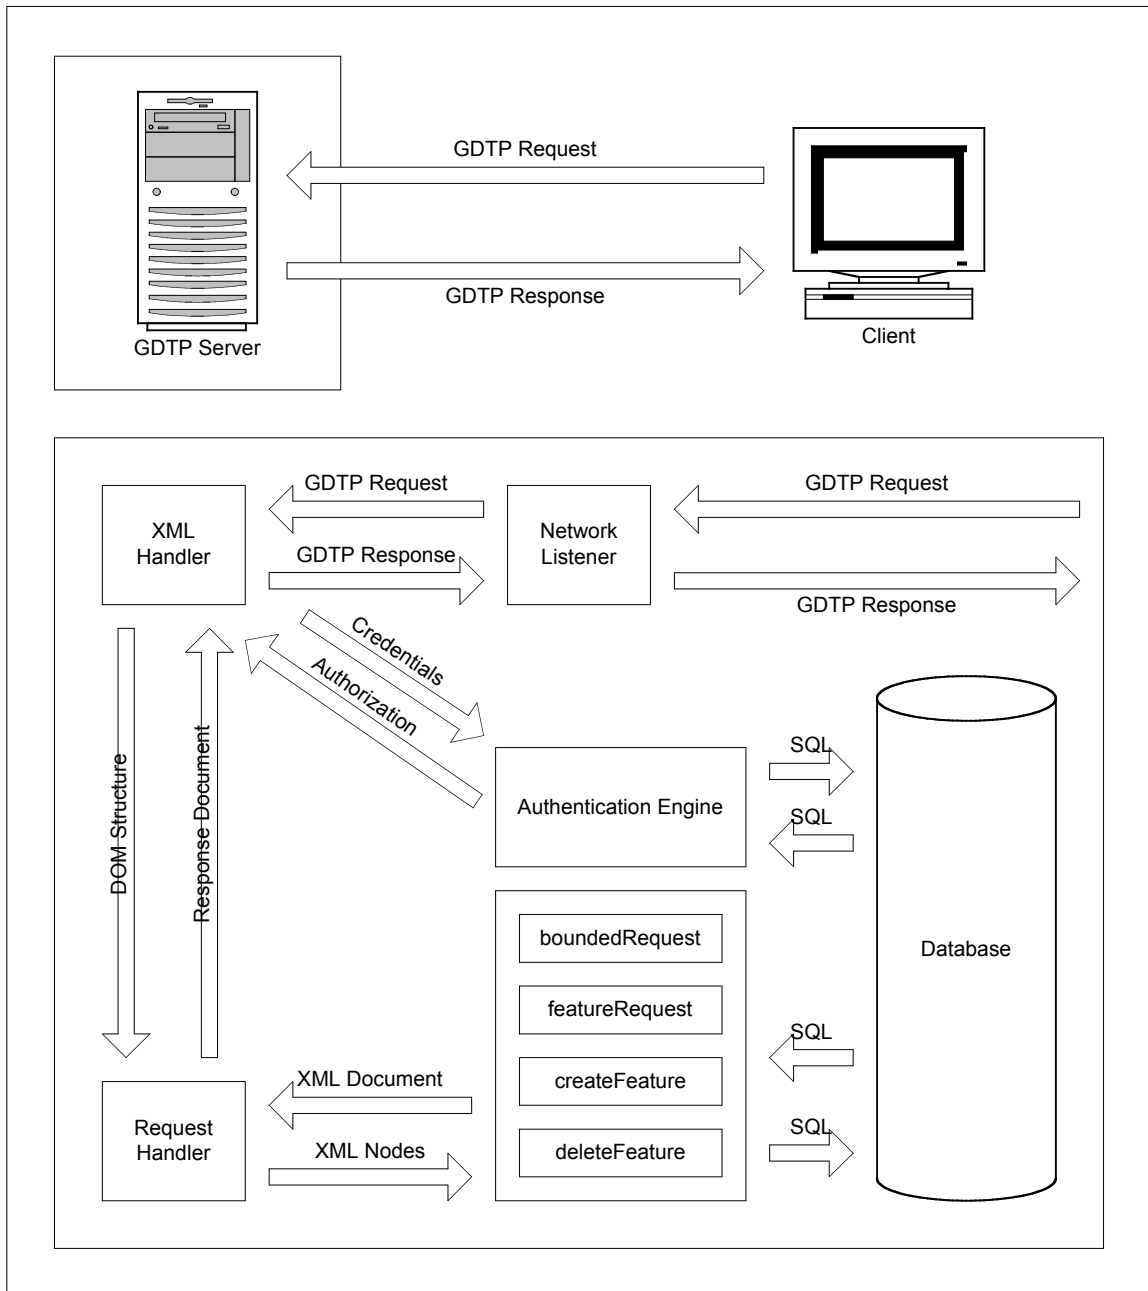 GDTP Request
GDTP Response
GDTP Server
Client
GDTP Request
GDTP Request
XML
Handler
Network
Listener
GDTP Response
GDTP Response
Credentials
Authorization
DOM Structure
Response Document
SQL
Authentication Engine
SQL
boundedRequest
Database
featureRequest
SQL
createFeature
XML Document
Request
Handler
SQL
deleteFeature
XML Nodes